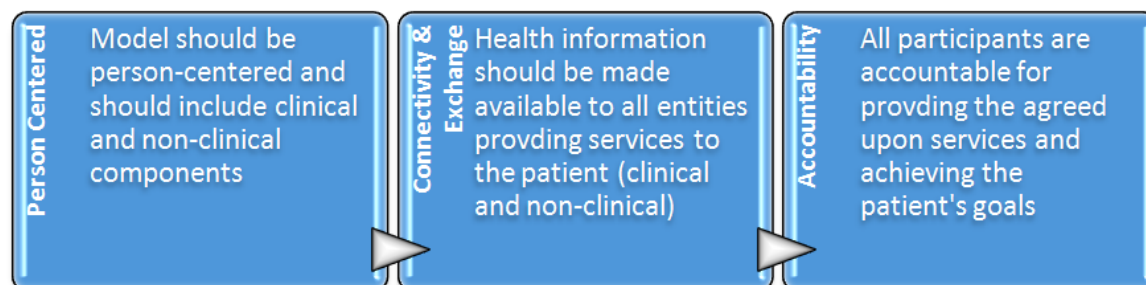 Person Centered
Model should be
person-centered and
should include clinical
and non-clinical
components
Connectivity &
Exchange
Health information
should be made
available to all entities
provding services to
the patient (clinical
and non-clinical)
Accountability
All participants are
accountable for
provding the agreed
upon services and
achieving the
patient's goals